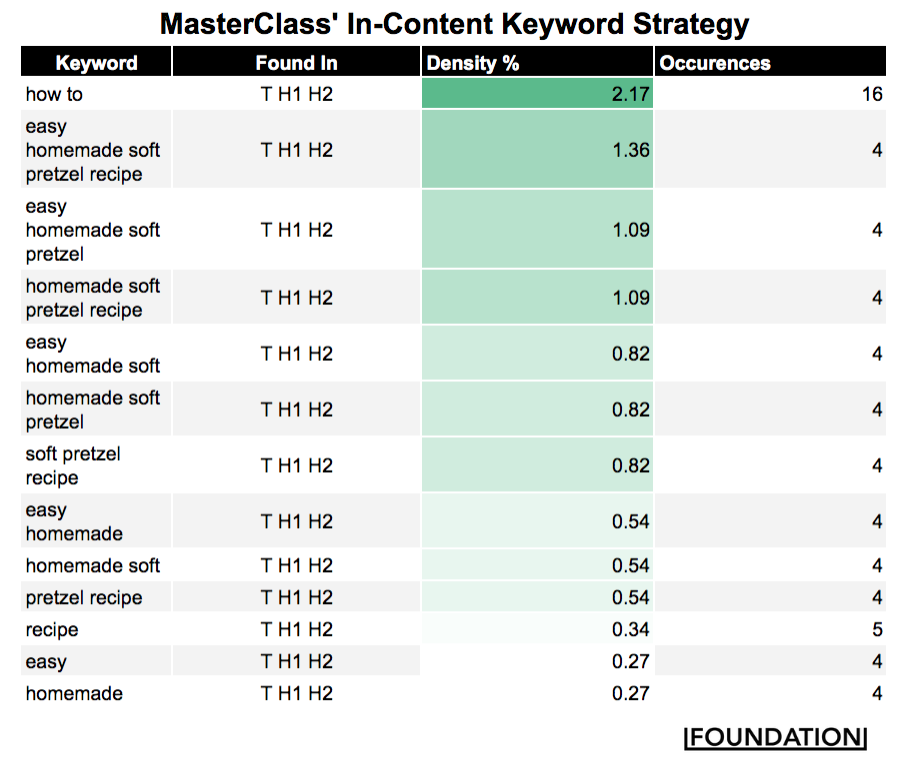 MasterClass' In-Content Keyword Strategy
Keyword Found In Density % Occurences
how to T H1 H2 2.17 16
easy
homemade soft T H1 H2 1.36 4
pretzel recipe
easy
homemade soft T H1 H2 1.09 4
pretzel
homemade soft
pretzel recipe T H1 H2 1.09 4
easy
homemade soft T H1 H2 0.82 4
homemade soft
pretzel T H1 H2 0.82 4
soft pretzel
recipe T H1 H2 0.82 4
easy
homemade T H1 H2 0.54 4
homemade soft T H1 H2 0.54 4
pretzel recipe T H1 H2 0.54 4
recipe T H1 H2 0.34 5
easy T H1 H2 0.27 4
homemade T H1 H2 0.27 4
|FOUNDATION|